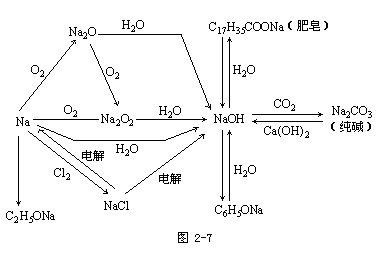 Na₂O
H₂O
C₁₇H₃₅COONa（肥皂）
O₂
O₂
H₂O
Na
O₂
Na₂O₂
H₂O
NaOH
CO₂
Ca(OH)₂
Na₂CO₃
（纯碱）
H₂O
电解
Cl₂
电解
H₂O
NaCl
C₂H₅ONa
C₆H₅ONa
图 2-7